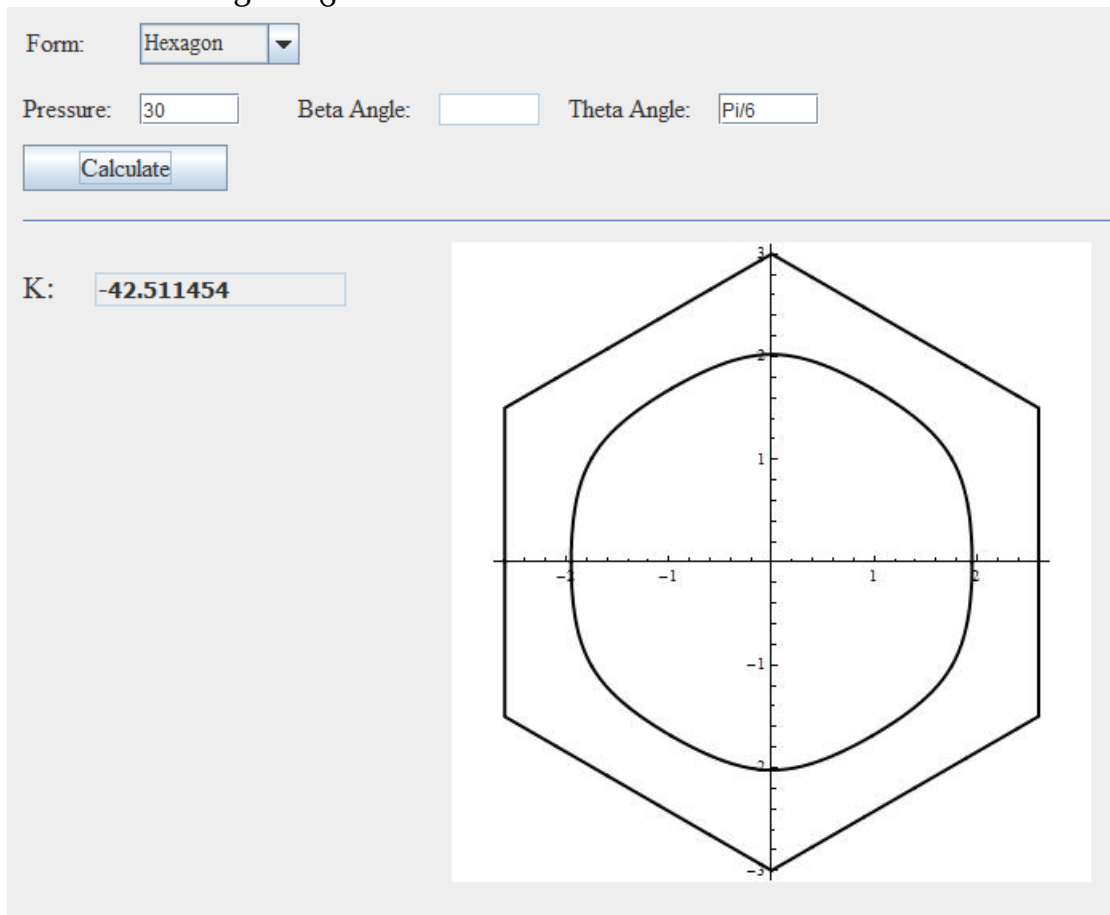 Form: Hexagon
Pressure: 30 Beta Angle: Theta Angle: Pi/6
Calculate
K: -42.511454
3
2
1
-2 -1 1 2
-1
-2
-3